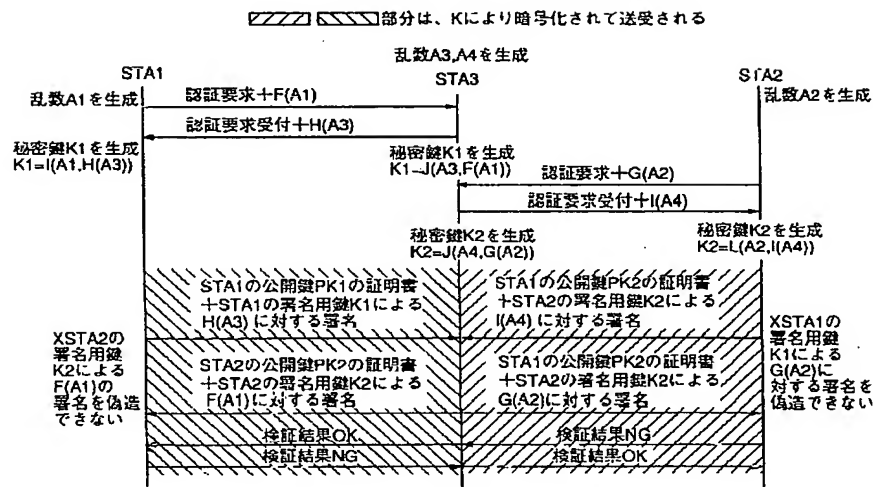 部分は、Kにより暗号化されて送受される
乱数A3,A4を生成
STA1
STA3
STA2
乱数A1を生成
認証要求+F(A1)
乱数A2を生成
認証要求受付+H(A3)
秘密鍵K1を生成
K1=I(A1,H(A3))
秘密鍵K1を生成
K1=J(A3,F(A1))
認証要求+G(A2)
認証要求受付+I(A4)
秘密鍵K2を生成
K2=J(A4,G(A2))
秘密鍵K2を生成
K2=L(A2,I(A4))
STA1の公開鍵PK1の証明書
+STA1の署名用鍵K1による
H(A3)に対する署名
STA1の公開鍵PK2の証明書
+STA2の署名用鍵K2による
I(A4)に対する署名
XSTA2の
署名用鍵
K2による
F(A1)の
署名を偽造
できない
STA2の公開鍵PK2の証明書
+STA2の署名用鍵K2による
F(A1)に対する署名
STA1の公開鍵PK2の証明書
+STA2の署名用鍵K2による
G(A2)に対する署名
XSTA1の
署名用鍵
K1による
G(A2)に
対する署名を
偽造できない
検証結果OK
検証結果NG
検証結果NG
検証結果OK